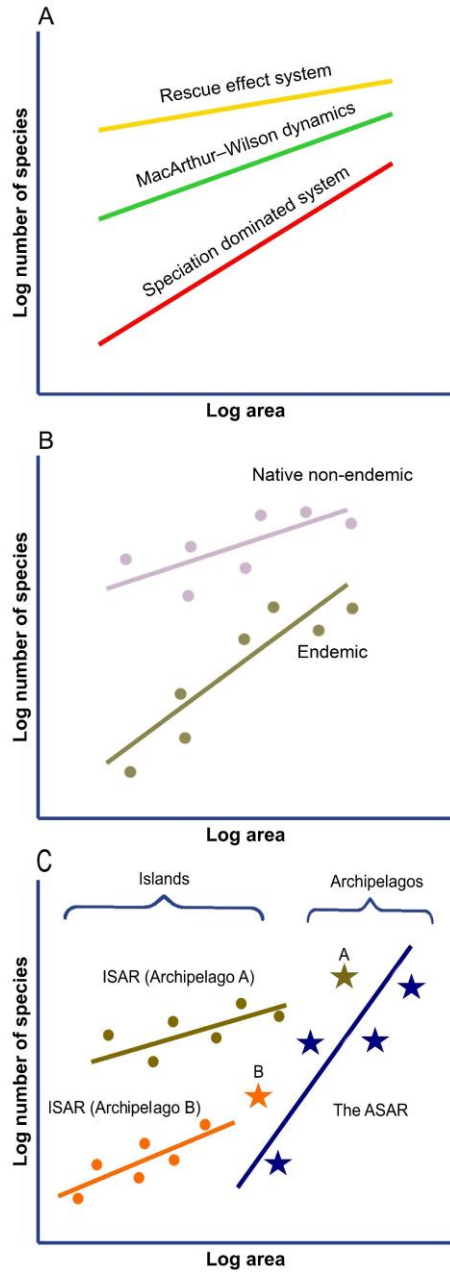 A
Log number of species
Rescue effect system
MacArthur–Wilson dynamics
Speciation dominated system
Log area
B
Log number of species
Native non-endemic
Endemic
Log area
C
Log number of species
Islands
Archipelagos
ISAR (Archipelago A)
A
ISAR (Archipelago B)
B
The ASAR
Log area